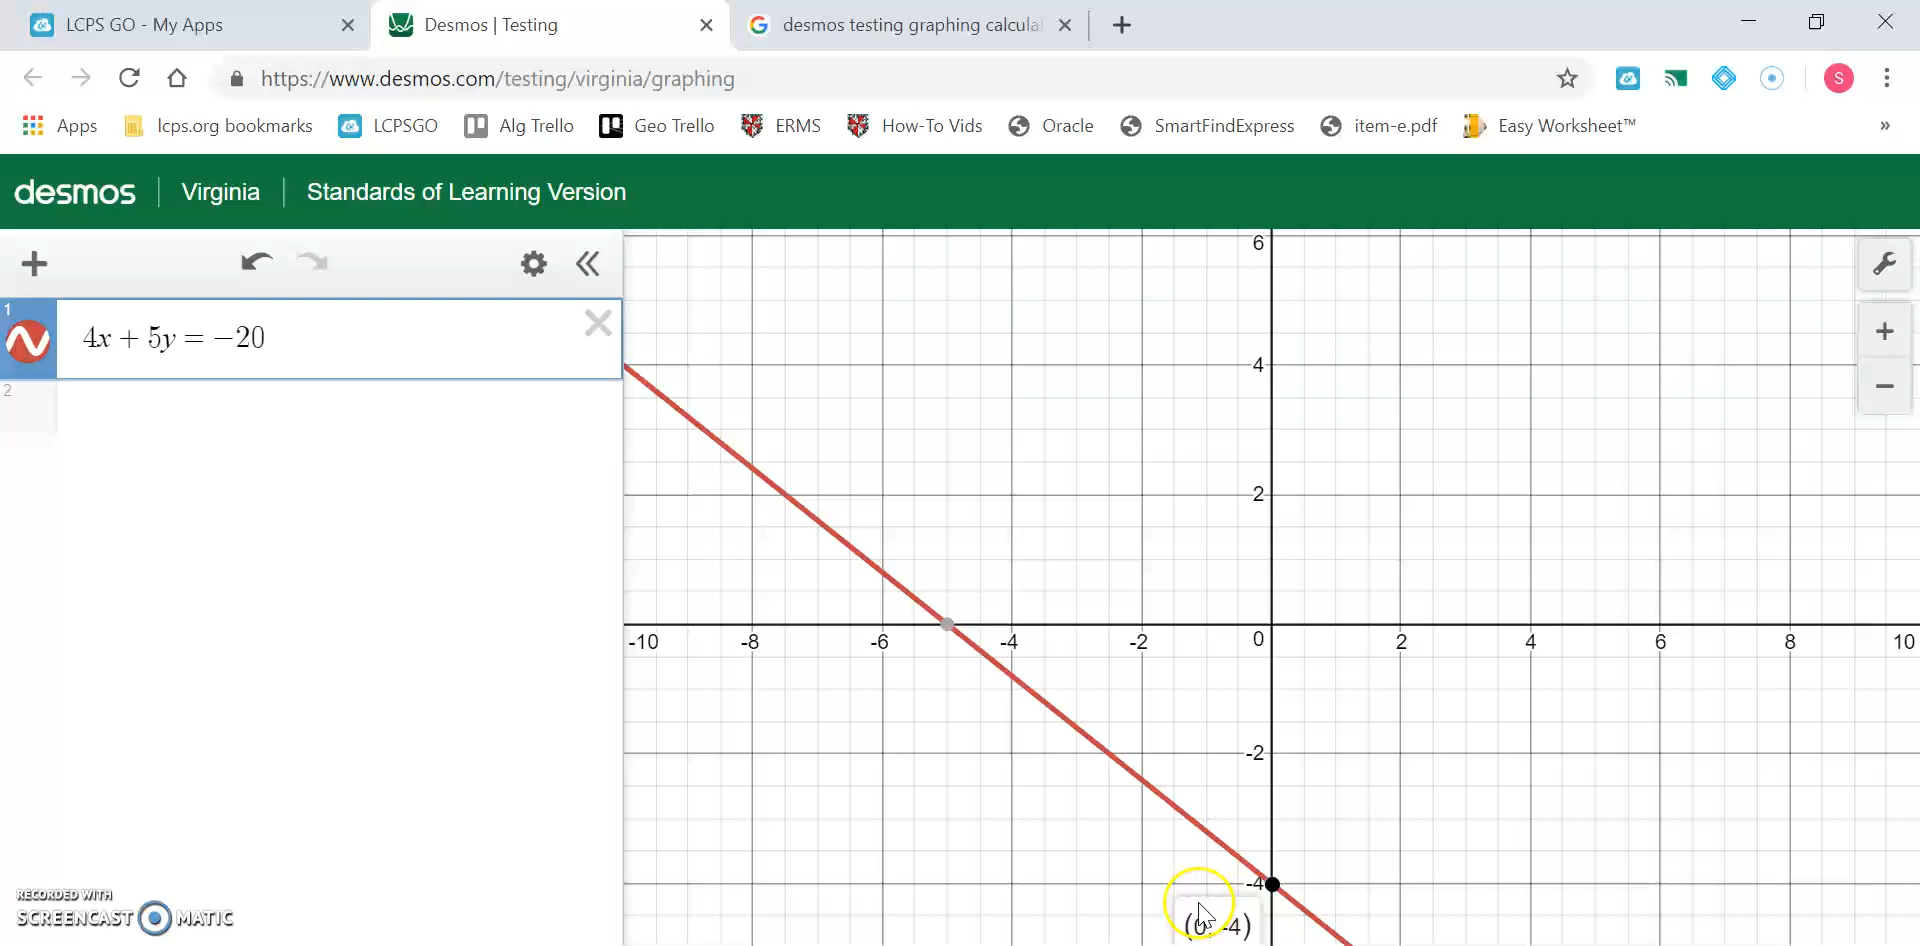 LCPS GO - My Apps
Desmos | Testing
desmos testing graphing calcula
https://www.desmos.com/testing/virginia/graphing
S
Apps
lcps.org bookmarks
LCPSGO
Alg Trello
Geo Trello
ERMS
How-To Vids
Oracle
SmartFindExpress
item-e.pdf
Easy Worksheet™
»
desmos
Virginia
Standards of Learning Version
1
4x + 5y = −20
2
6
4
2
-10 -8 -6 -4 -2 0 2 4 6 8 10
-2
-4
(0, -4)
RECORDED WITH
SCREENCAST MATIC